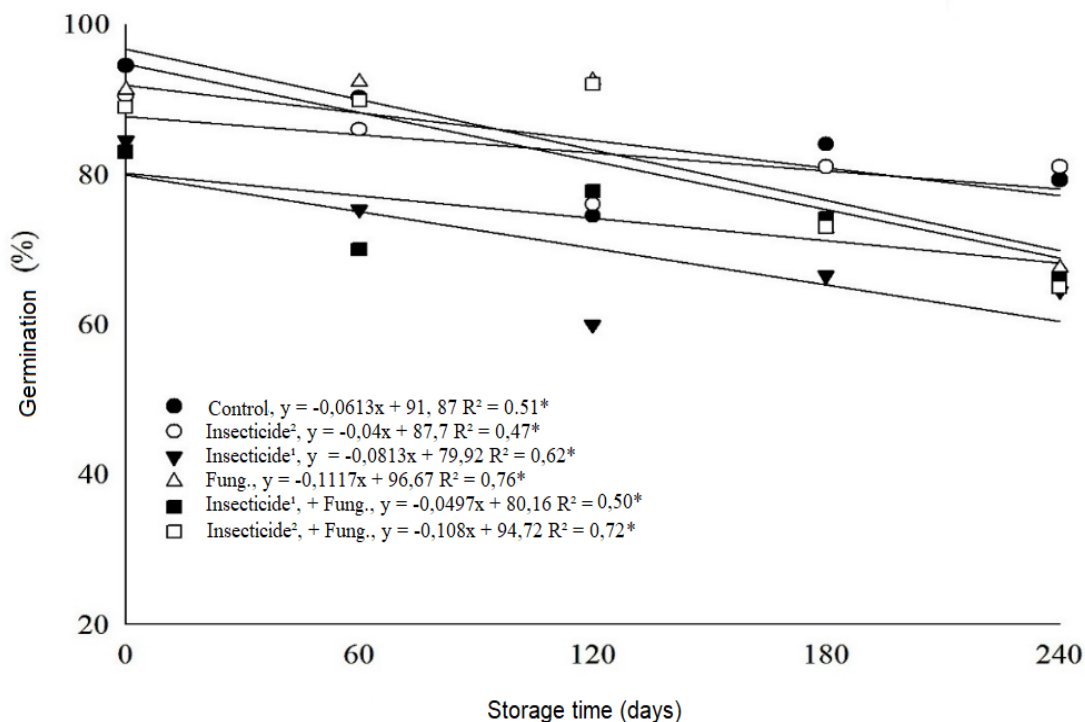 100
80
60
40
20
Germination (%)
Control, y = -0,0613x + 91, 87 R² = 0.51*
Insecticide², y = -0,04x + 87,7 R² = 0,47*
Insecticide¹, y = -0,0813x + 79,92 R² = 0,62*
Fung., y = -0,1117x + 96,67 R² = 0,76*
Insecticide¹, + Fung., y = -0,0497x + 80,16 R² = 0,50*
Insecticide², + Fung., y = -0,108x + 94,72 R² = 0,72*
0 60 120 180 240
Storage time (days)